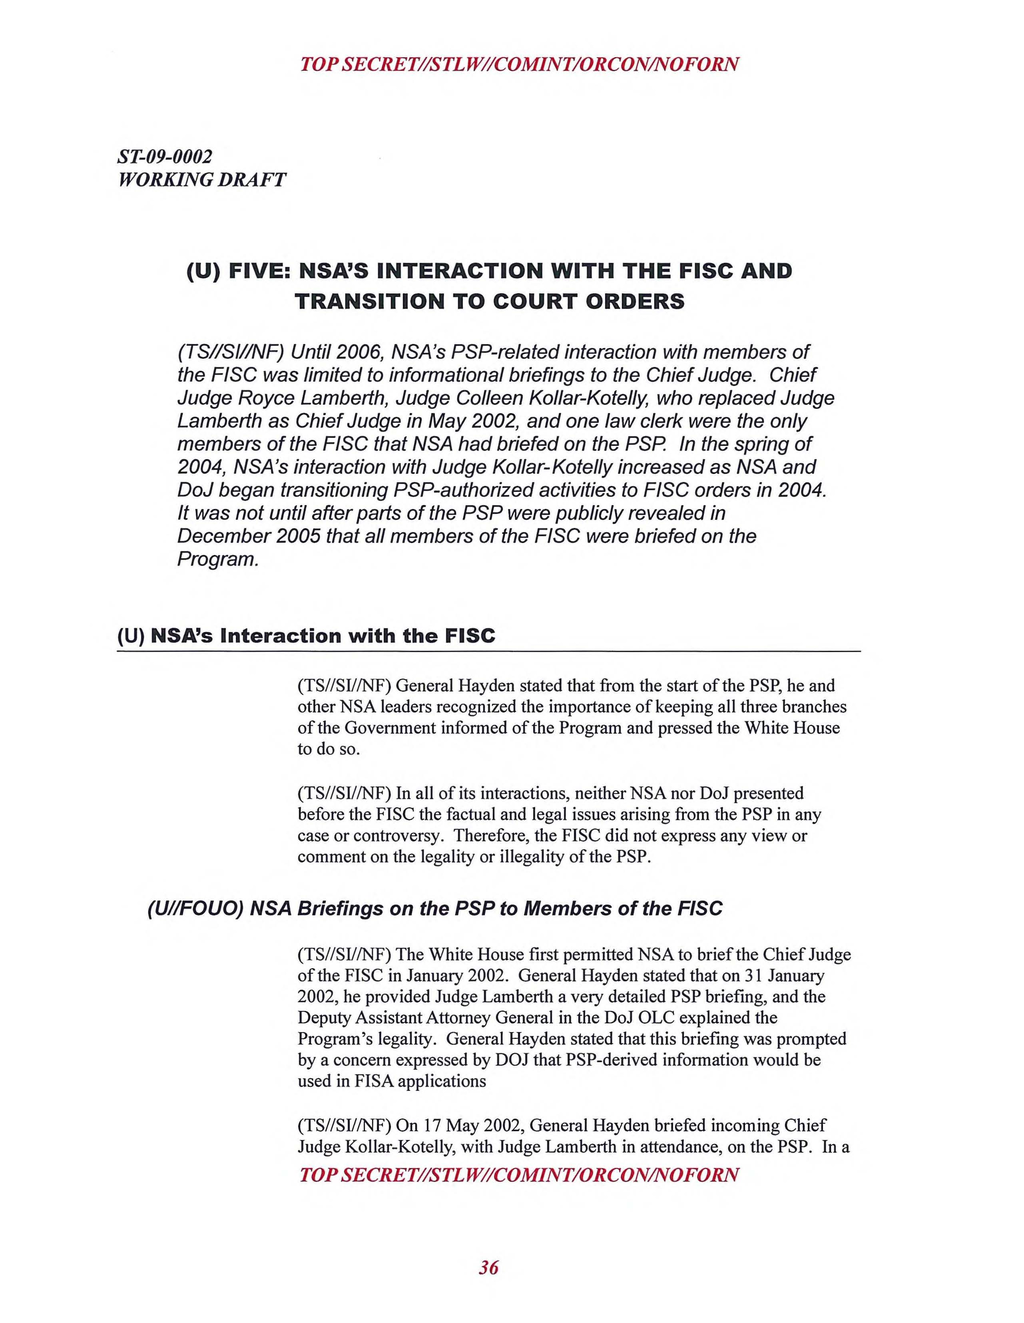 TOP SECRET//STLW//COMINT/ORCON/NOFORN
ST-09-0002
WORKING DRAFT
(U) FIVE: NSA'S INTERACTION WITH THE FISC AND
TRANSITION TO COURT ORDERS
(TS//SI//NF) Until 2006, NSA's PSP-related interaction with members of
the FISC was limited to informational briefings to the Chief Judge. Chief
Judge Royce Lamberth, Judge Colleen Kollar-Kotelly, who replaced Judge
Lamberth as Chief Judge in May 2002, and one law clerk were the only
members of the FISC that NSA had briefed on the PSP. In the spring of
2004, NSA's interaction with Judge Kollar-Kotelly increased as NSA and
DoJ began transitioning PSP-authorized activities to FISC orders in 2004.
It was not until after parts of the PSP were publicly revealed in
December 2005 that all members of the FISC were briefed on the
Program.
(U) NSA's Interaction with the FISC
(TS//SI//NF) General Hayden stated that from the start of the PSP, he and
other NSA leaders recognized the importance of keeping all three branches
of the Government informed of the Program and pressed the White House
to do so.
(TS//SI//NF) In all of its interactions, neither NSA nor DoJ presented
before the FISC the factual and legal issues arising from the PSP in any
case or controversy. Therefore, the FISC did not express any view or
comment on the legality or illegality of the PSP.
(U//FOUO) NSA Briefings on the PSP to Members of the FISC
(TS//SI//NF) The White House first permitted NSA to brief the Chief Judge
of the FISC in January 2002. General Hayden stated that on 31 January
2002, he provided Judge Lamberth a very detailed PSP briefing, and the
Deputy Assistant Attorney General in the DoJ OLC explained the
Program's legality. General Hayden stated that this briefing was prompted
by a concern expressed by DOJ that PSP-derived information would be
used in FISA applications
(TS//SI//NF) On 17 May 2002, General Hayden briefed incoming Chief
Judge Kollar-Kotelly, with Judge Lamberth in attendance, on the PSP. In a
TOP SECRET//STLW//COMINT/ORCON/NOFORN
36